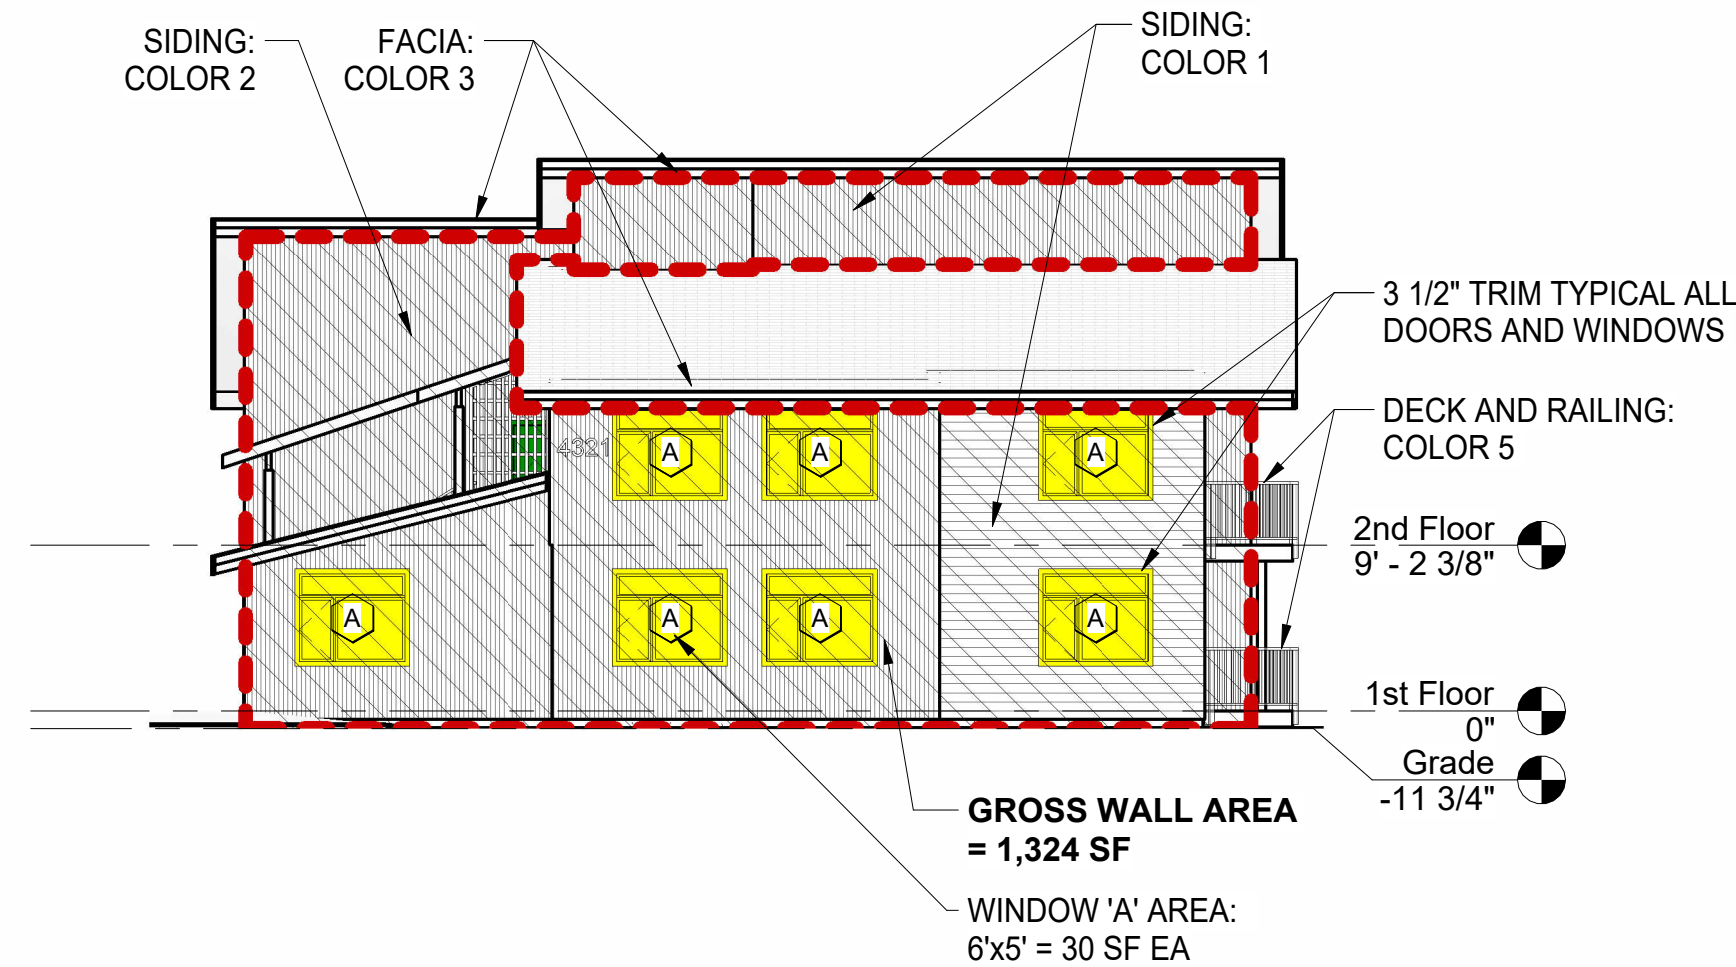 SIDING:
COLOR 2
FACIA:
COLOR 3
SIDING:
COLOR 1
3 1/2" TRIM TYPICAL ALL
DOORS AND WINDOWS
DECK AND RAILING:
COLOR 5
4321
A
A
A
2nd Floor
9' - 2 3/8"
A
A
A
A
1st Floor
0"
Grade
-11 3/4"
GROSS WALL AREA
= 1,324 SF
WINDOW 'A' AREA:
6'x5' = 30 SF EA